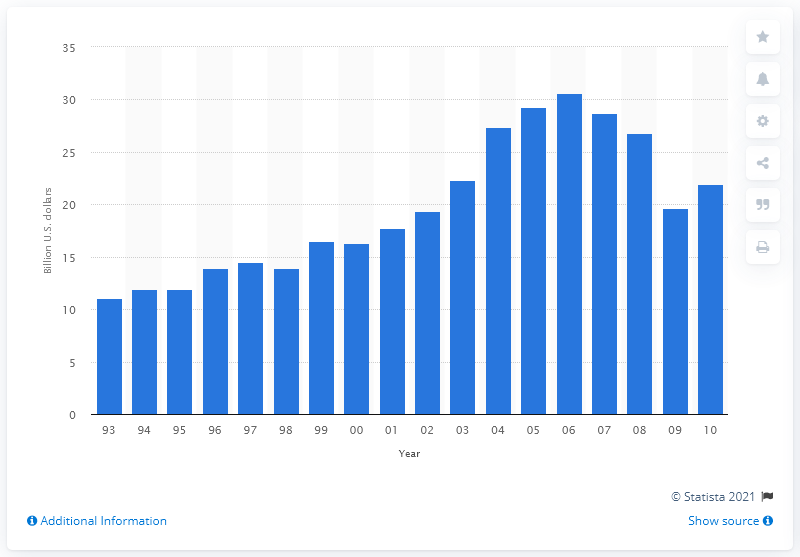 35
30
25
20
15
10
5
0
Billion U.S. dollars
93 94 95 96 97 98 99 00 01 02 03 04 05 06 07 08 09 10
Year
© Statista 2021
Additional Information
Show source